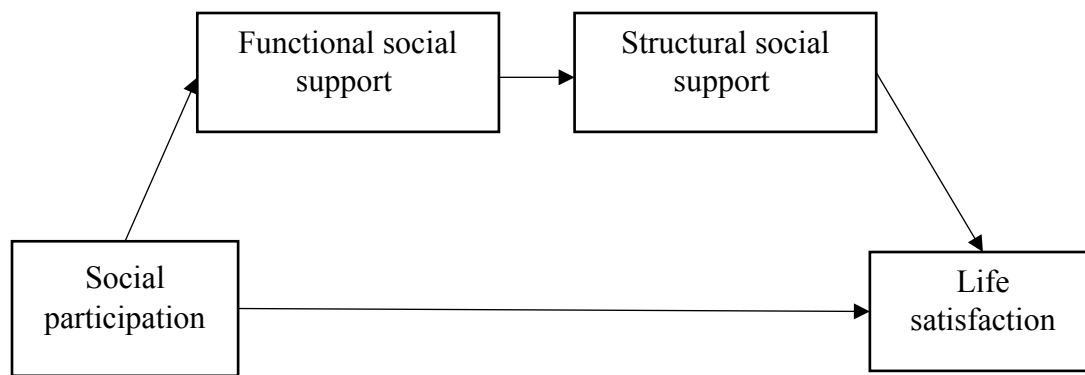 Functional social
support
Structural social
support
Social
participation
Life
satisfaction